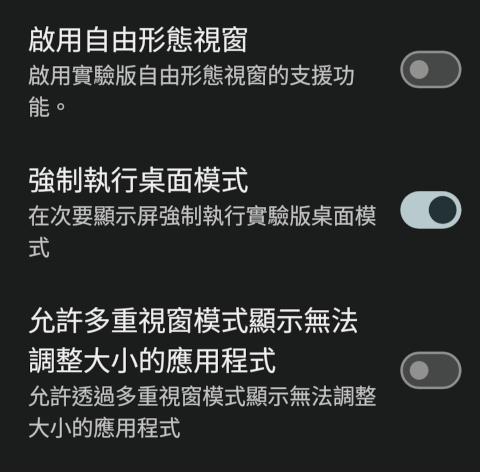 啟用自由形態視窗
啟用實驗版自由形態視窗的支援功
能。
強制執行桌面模式
在次要顯示屏強制執行實驗版桌面模
式
允許多重視窗模式顯示無法
調整大小的應用程式
允許透過多重視窗模式顯示無法調整
大小的應用程式